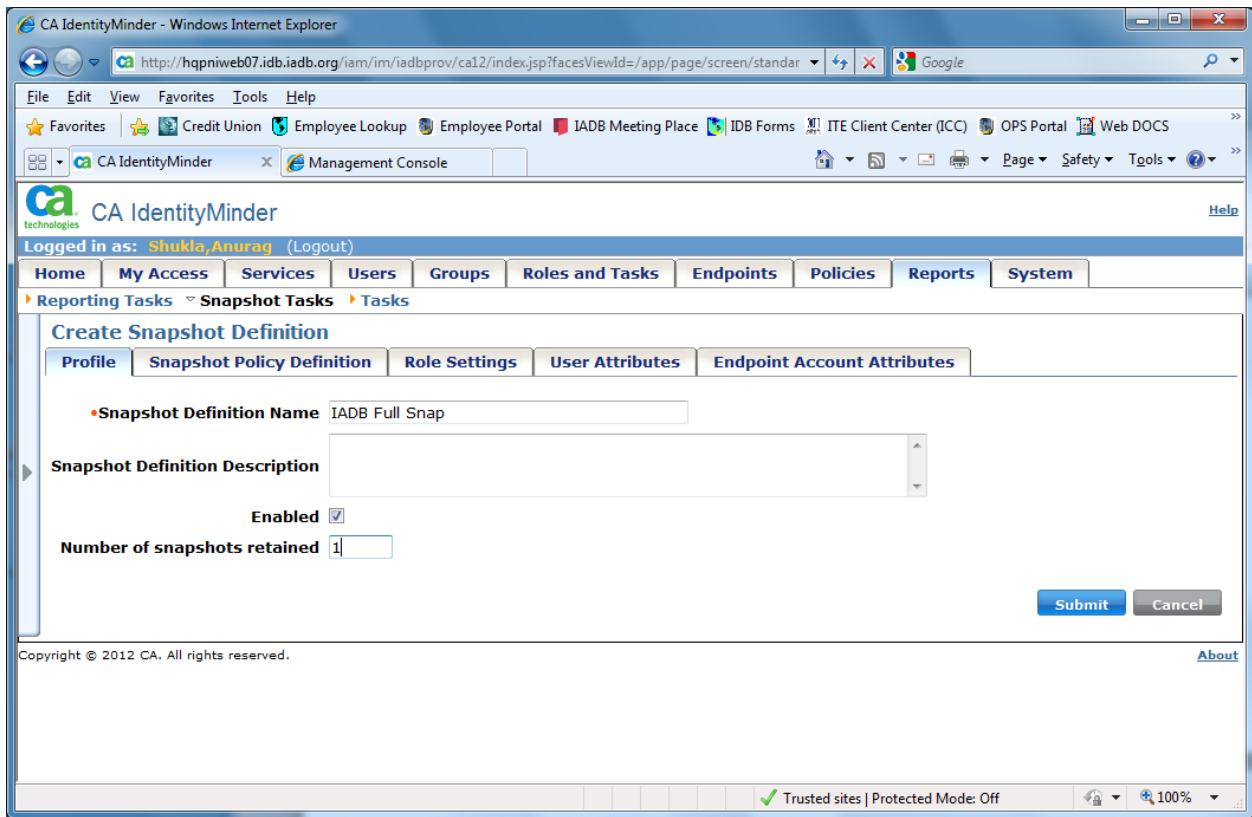 CA IdentityMinder - Windows Internet Explorer
http://hqpniweb07.idb.iadb.org/iam/im/iadbprov/ca12/index.jsp?facesViewId=/app/page/screen/standar
Google
File Edit View Favorites Tools Help
Favorites Credit Union Employee Lookup Employee Portal IADB Meeting Place IDB Forms ITE Client Center (ICC) OPS Portal Web DOCS
CA IdentityMinder Management Console Page Safety Tools
ca technologies CA IdentityMinder Help
Logged in as: Shukla,Anurag (Logout)
Home My Access Services Users Groups Roles and Tasks Endpoints Policies Reports System
Reporting Tasks Snapshot Tasks Tasks
Create Snapshot Definition
Profile Snapshot Policy Definition Role Settings User Attributes Endpoint Account Attributes
Snapshot Definition Name IADB Full Snap
Snapshot Definition Description
Enabled
Number of snapshots retained 1
Submit Cancel
Copyright © 2012 CA. All rights reserved. About
Trusted sites | Protected Mode: Off 100%